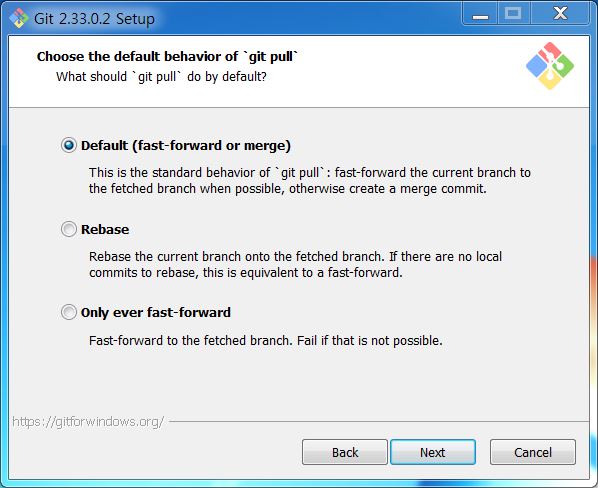 Git 2.33.0.2 Setup
Choose the default behavior of `git pull`
What should `git pull` do by default?
Default (fast-forward or merge)
This is the standard behavior of `git pull`: fast-forward the current branch to
the fetched branch when possible, otherwise create a merge commit.
Rebase
Rebase the current branch onto the fetched branch. If there are no local
commits to rebase, this is equivalent to a fast-forward.
Only ever fast-forward
Fast-forward to the fetched branch. Fail if that is not possible.
https://gitforwindows.org/
Back
Next
Cancel